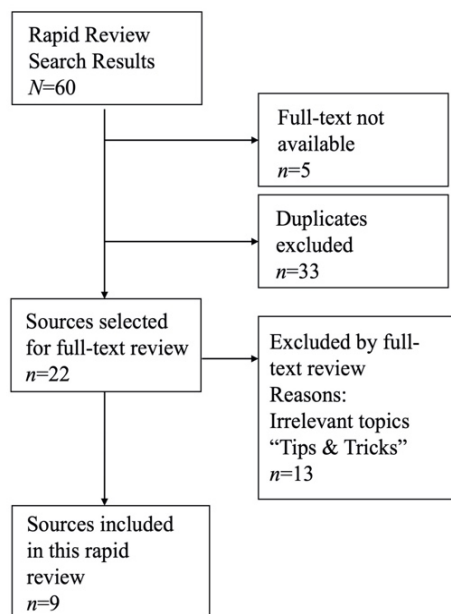 Rapid Review
Search Results
N=60
Full-text not
available
n=5
Duplicates
excluded
n=33
Sources selected
for full-text review
n=22
Excluded by full-
text review
Reasons:
Irrelevant topics
“Tips & Tricks”
n=13
Sources included
in this rapid
review
n=9